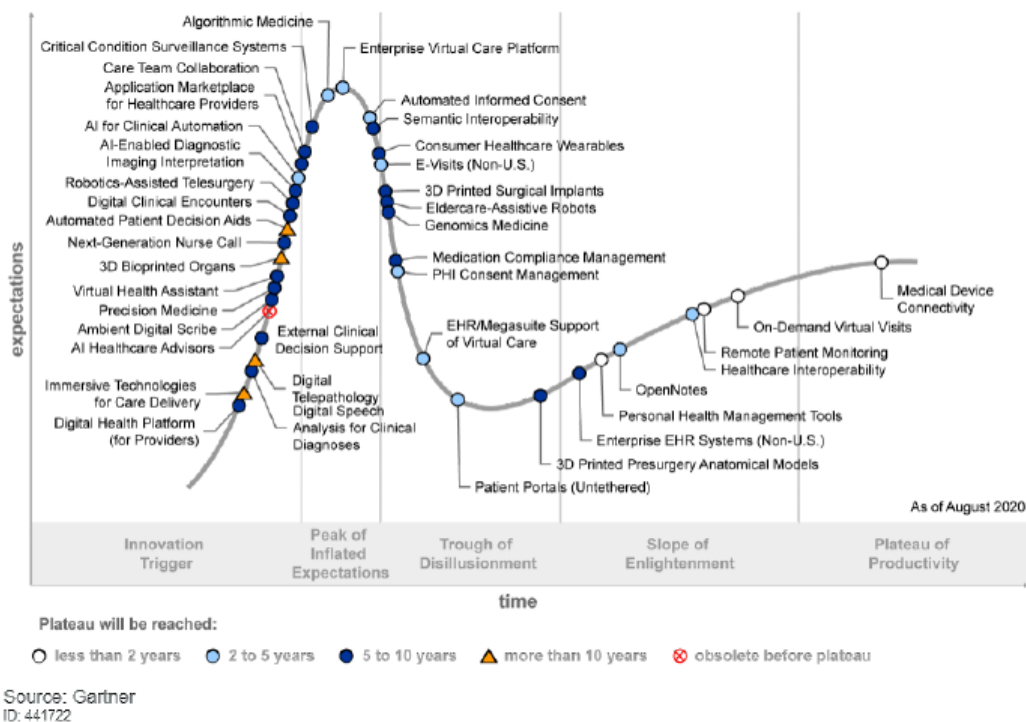 Algorithmic Medicine
Critical Condition Surveillance Systems
Care Team Collaboration
Application Marketplace
for Healthcare Providers
AI for Clinical Automation
AI-Enabled Diagnostic
Imaging Interpretation
Robotics-Assisted Telesurgery
Digital Clinical Encounters
Automated Patient Decision Aids
Next-Generation Nurse Call
3D Bioprinted Organs
Virtual Health Assistant
Precision Medicine
Ambient Digital Scribe
AI Healthcare Advisors
Immersive Technologies
for Care Delivery
Digital Health Platform
(for Providers)
External Clinical
Decision Support
Digital
Telepathology
Digital Speech
Analysis for Clinical
Diagnoses
Enterprise Virtual Care Platform
Automated Informed Consent
Semantic Interoperability
Consumer Healthcare Wearables
E-Visits (Non-U.S.)
3D Printed Surgical Implants
Eldercare-Assistive Robots
Genomics Medicine
Medication Compliance Management
PHI Consent Management
EHR/Megasuite Support
of Virtual Care
Patient Portals (Untethered)
3D Printed Presurgery Anatomical Models
Enterprise EHR Systems (Non-U.S.)
Personal Health Management Tools
OpenNotes
Healthcare Interoperability
Remote Patient Monitoring
On-Demand Virtual Visits
Medical Device
Connectivity
As of August 2020
expectations
Innovation
Trigger
Peak of
Inflated
Expectations
Trough of
Disillusionment
Slope of
Enlightenment
Plateau of
Productivity
time
Plateau will be reached:
less than 2 years
2 to 5 years
5 to 10 years
more than 10 years
obsolete before plateau
Source: Gartner
ID: 441722